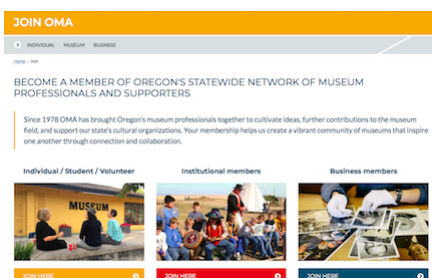 JOIN OMA
INDIVIDUAL MUSEUM BUSINESS
Home Join
BECOME A MEMBER OF OREGON'S STATEWIDE NETWORK OF MUSEUM
PROFESSIONALS AND SUPPORTERS
Since 1978 OMA has brought Oregon's museum professionals together to cultivate ideas, further contributions to the museum
field, and support our state's cultural organizations. Your membership helps us create a vibrant community of museums that inspire
one another through connection and collaboration.
Individual / Student / Volunteer Institutional members Business members
MUSEUM
JOIN HERE JOIN HERE JOIN HERE